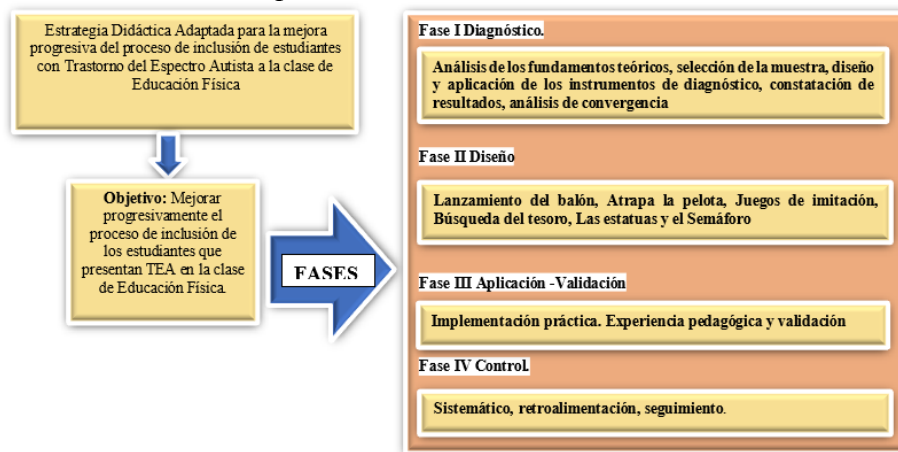 Estrategia Didáctica Adaptada para la mejora
progresiva del proceso de inclusión de estudiantes
con Trastorno del Espectro Autista a la clase de
Educación Física
Objetivo: Mejorar
progresivamente el
proceso de inclusión de
los estudiantes que
presentan TEA en la clase
de Educación Física.
FASES
Fase I Diagnóstico.
Análisis de los fundamentos teóricos, selección de la muestra, diseño
y aplicación de los instrumentos de diagnóstico, constatación de
resultados, análisis de convergencia
Fase II Diseño
Lanzamiento del balón, Atrapa la pelota, Juegos de imitación,
Búsqueda del tesoro, Las estatuas y el Semáforo
Fase III Aplicación -Validación
Implementación práctica. Experiencia pedagógica y validación
Fase IV Control.
Sistemático, retroalimentación, seguimiento.